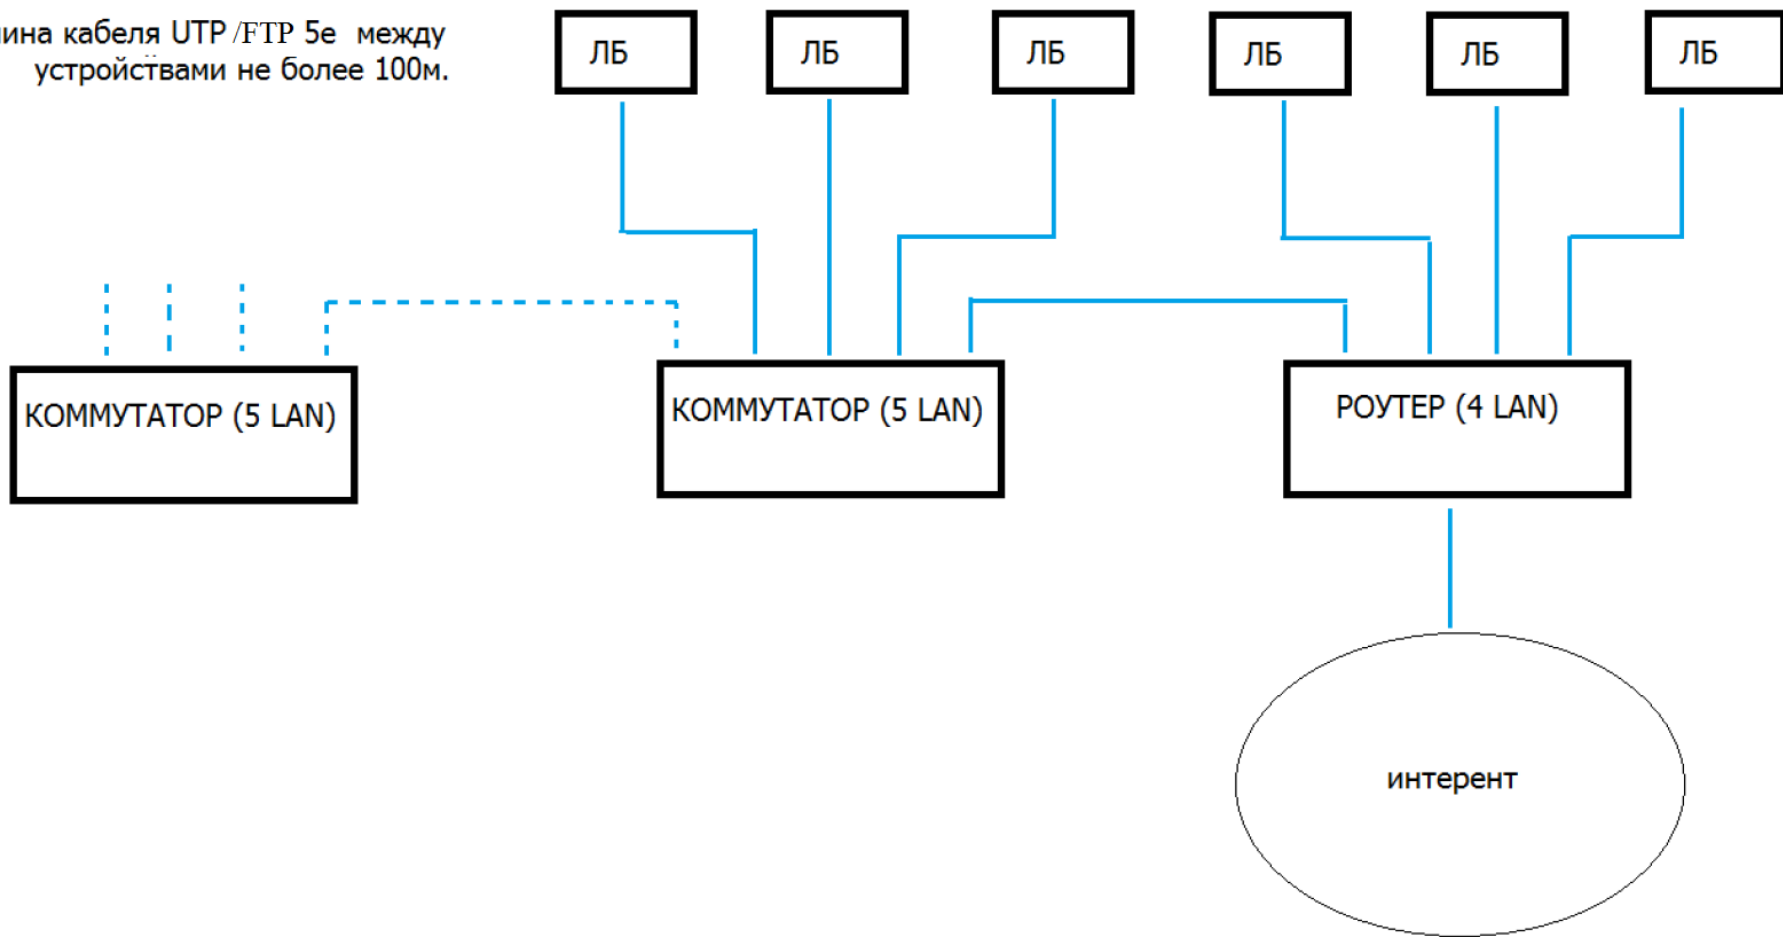 ина кабеля UTP /FTP 5е между
устройствами не более 100м.
ЛБ
ЛБ
ЛБ
ЛБ
ЛБ
ЛБ
КОММУТАТОР (5 LAN)
КОММУТАТОР (5 LAN)
РОУТЕР (4 LAN)
интерент